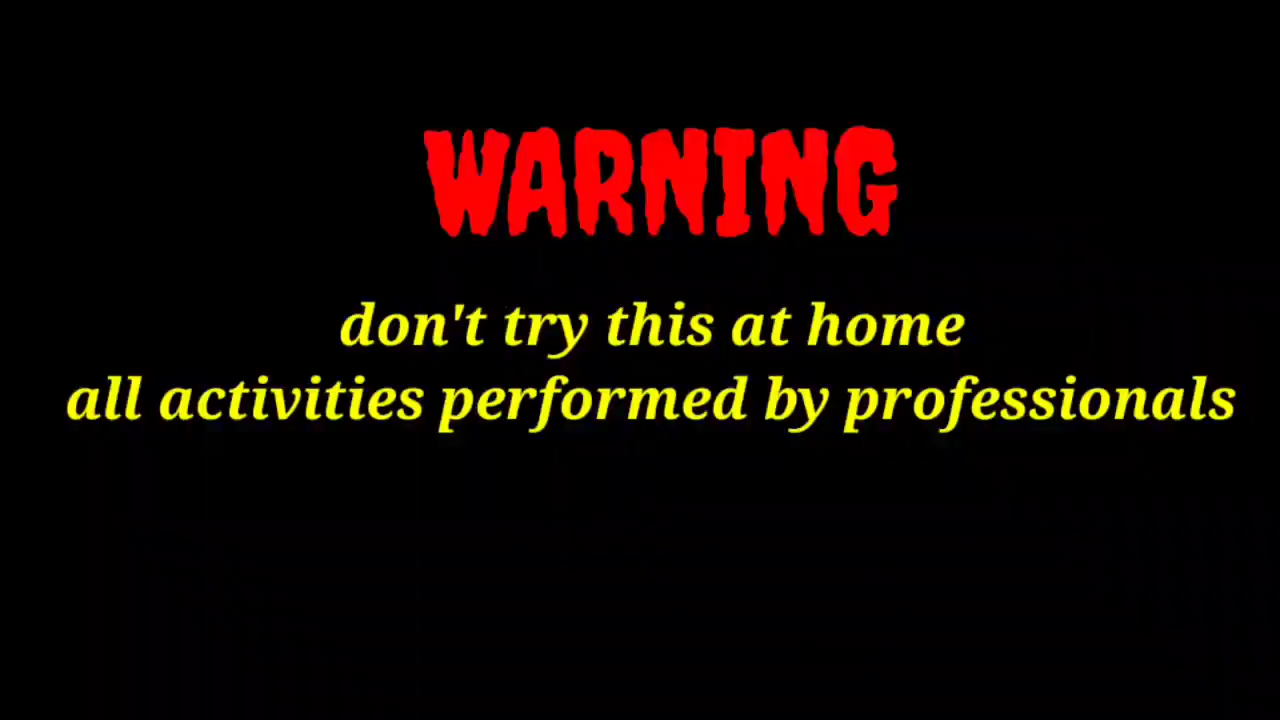 WARNING
don't try this at home
all activities performed by professionals